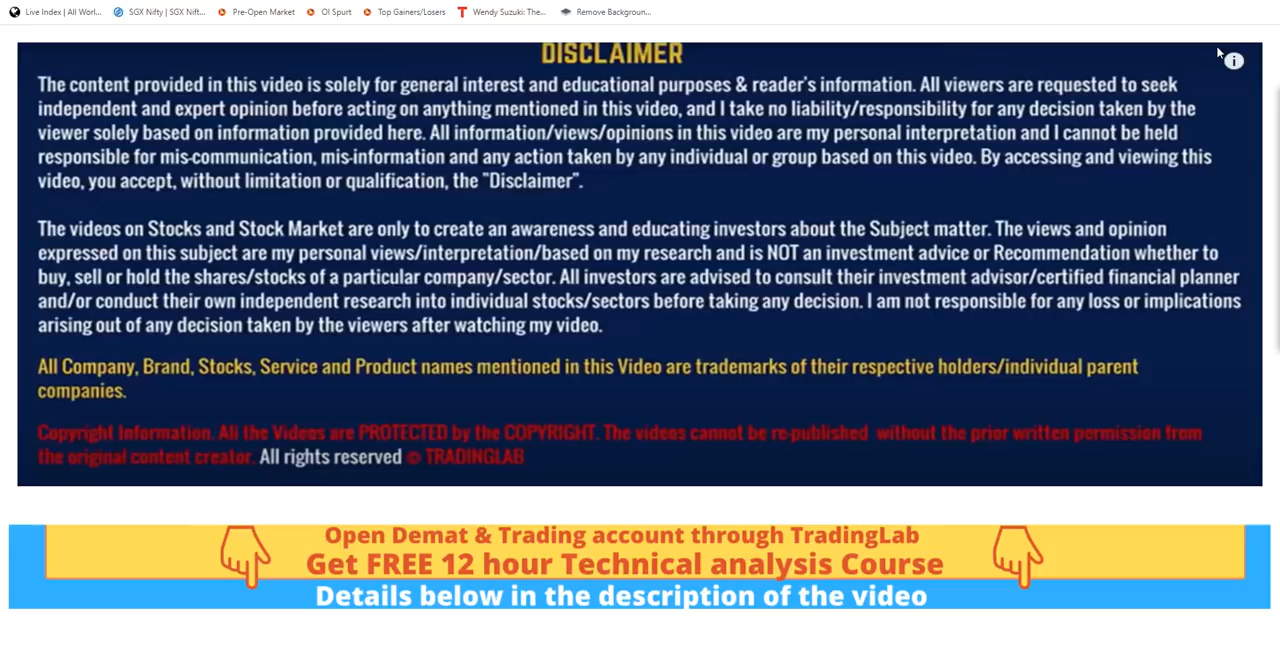 Live Index | All Worl... SGX Nifty | SGX Nift... Pre-Open Market OI Spurt Top Gainers/Losers Wendy Suzuki: The... Remove Backgroun...
DISCLAIMER
The content provided in this video is solely for general interest and educational purposes & reader's information. All viewers are requested to seek
independent and expert opinion before acting on anything mentioned in this video, and I take no liability/responsibility for any decision taken by the
viewer solely based on information provided here. All information/views/opinions in this video are my personal interpretation and I cannot be held
responsible for mis-communication, mis-information and any action taken by any individual or group based on this video. By accessing and viewing this
video, you accept, without limitation or qualification, the "Disclaimer".
The videos on Stocks and Stock Market are only to create an awareness and educating investors about the Subject matter. The views and opinion
expressed on this subject are my personal views/interpretation/based on my research and is NOT an investment advice or Recommendation whether to
buy, sell or hold the shares/stocks of a particular company/sector. All investors are advised to consult their investment advisor/certified financial planner
and/or conduct their own independent research into individual stocks/sectors before taking any decision. I am not responsible for any loss or implications
arising out of any decision taken by the viewers after watching my video.
All Company, Brand, Stocks, Service and Product names mentioned in this Video are trademarks of their respective holders/individual parent
companies.
Copyright Information. All the Videos are PROTECTED by the COPYRIGHT. The videos cannot be re-published without the prior written permission from
the original content creator. All rights reserved © TRADINGLAB
Open Demat & Trading account through TradingLab
Get FREE 12 hour Technical analysis Course
Details below in the description of the video